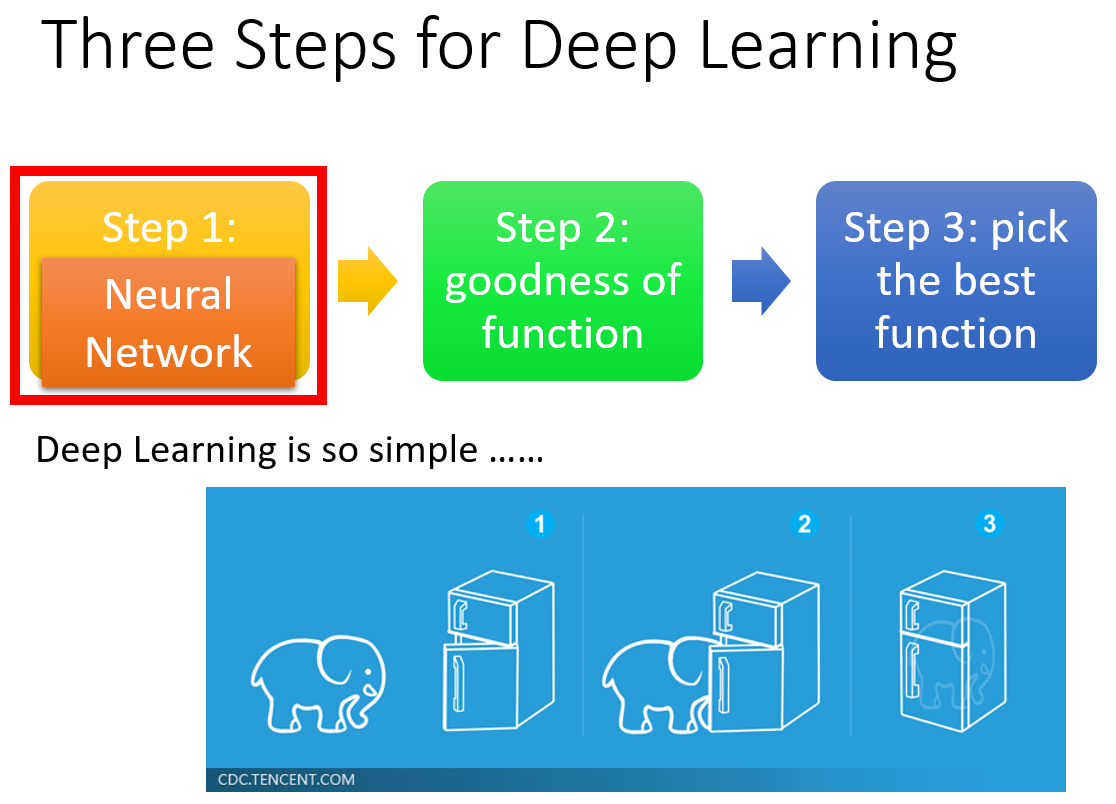 Three Steps for Deep Learning
Step 1:
Neural
Network
Step 2:
goodness of
function
Step 3: pick
the best
function
Deep Learning is so simple ……
1
2
3
CDC.TENCENT.COM